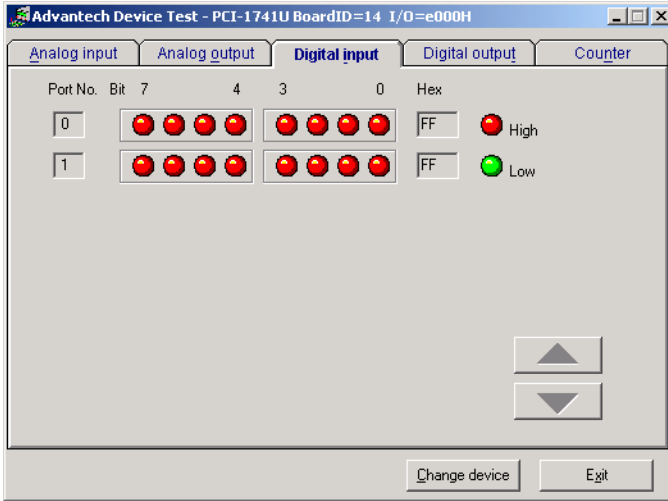 Advantech Device Test - PCI-1741U BoardID=14 I/O=e000H
Analog input Analog output Digital input Digital output Counter
Port No. Bit 7 4 3 0 Hex
0 FF High
1 FF Low
Change device Exit